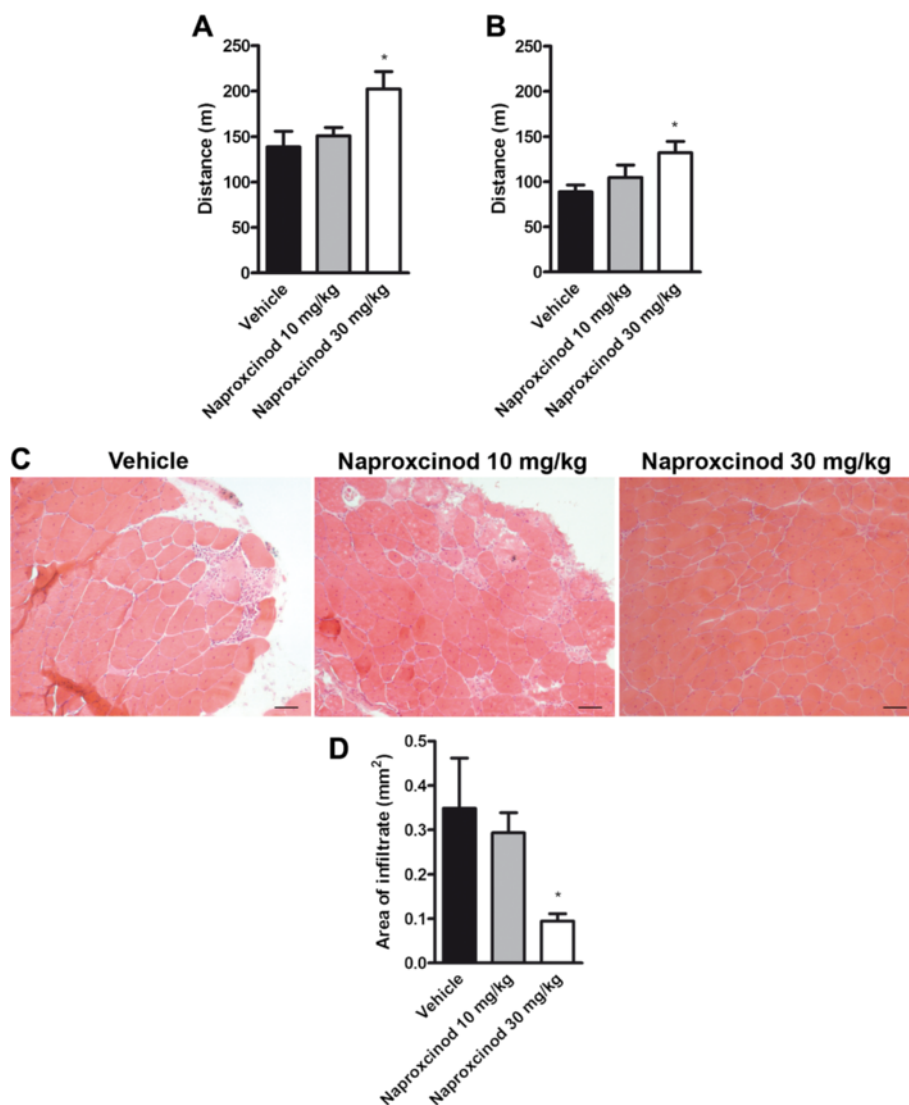 A
Distance (m)
250
200
150
100
50
0
*
Vehicle
Naproxcinod 10 mg/kg
Naproxcinod 30 mg/kg
B
Distance (m)
250
200
150
100
50
0
*
Vehicle
Naproxcinod 10 mg/kg
Naproxcinod 30 mg/kg
C
Vehicle
Naproxcinod 10 mg/kg
Naproxcinod 30 mg/kg
D
Area of infiltrate (mm²)
0.5
0.4
0.3
0.2
0.1
0.0
*
Vehicle
Naproxcinod 10 mg/kg
Naproxcinod 30 mg/kg